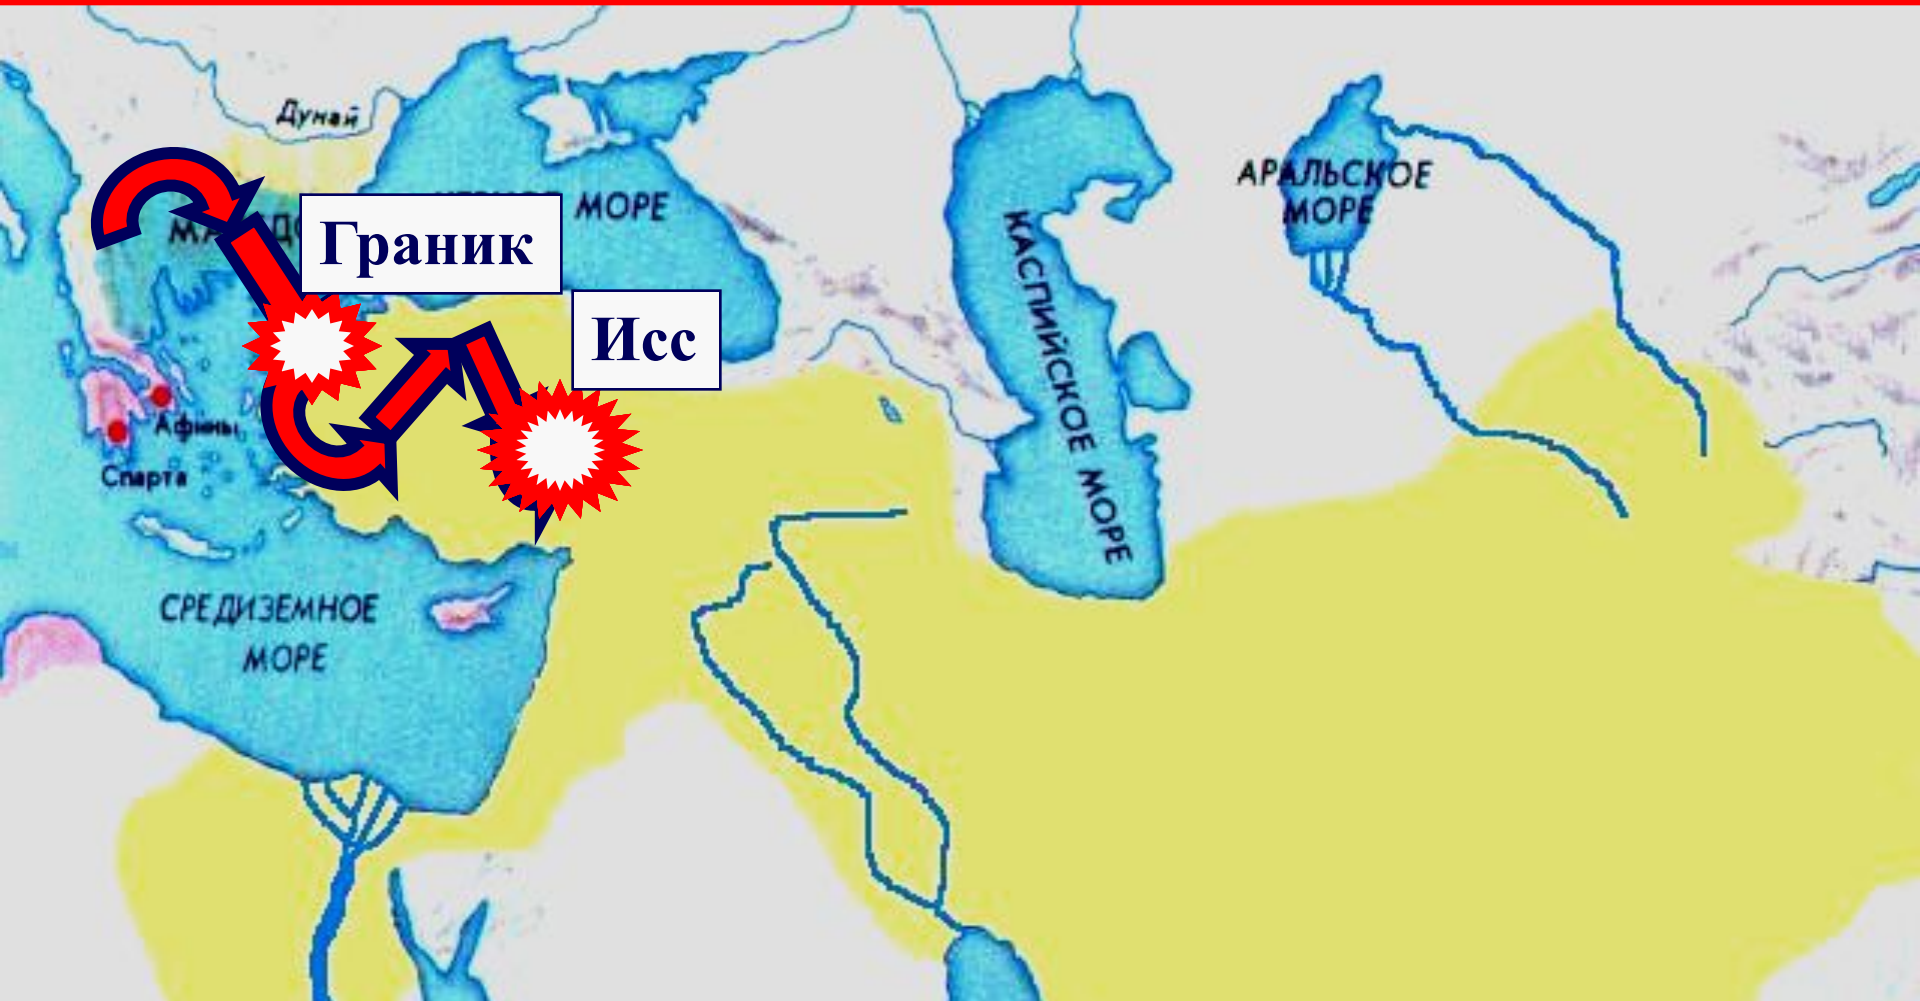 Дунай
АРАЛЬСКОЕ
МОРЕ
МОРЕ
Граник
Исс
КАСПИЙСКОЕ МОРЕ
Афины
Спарта
СРЕДИЗЕМНОЕ
МОРЕ